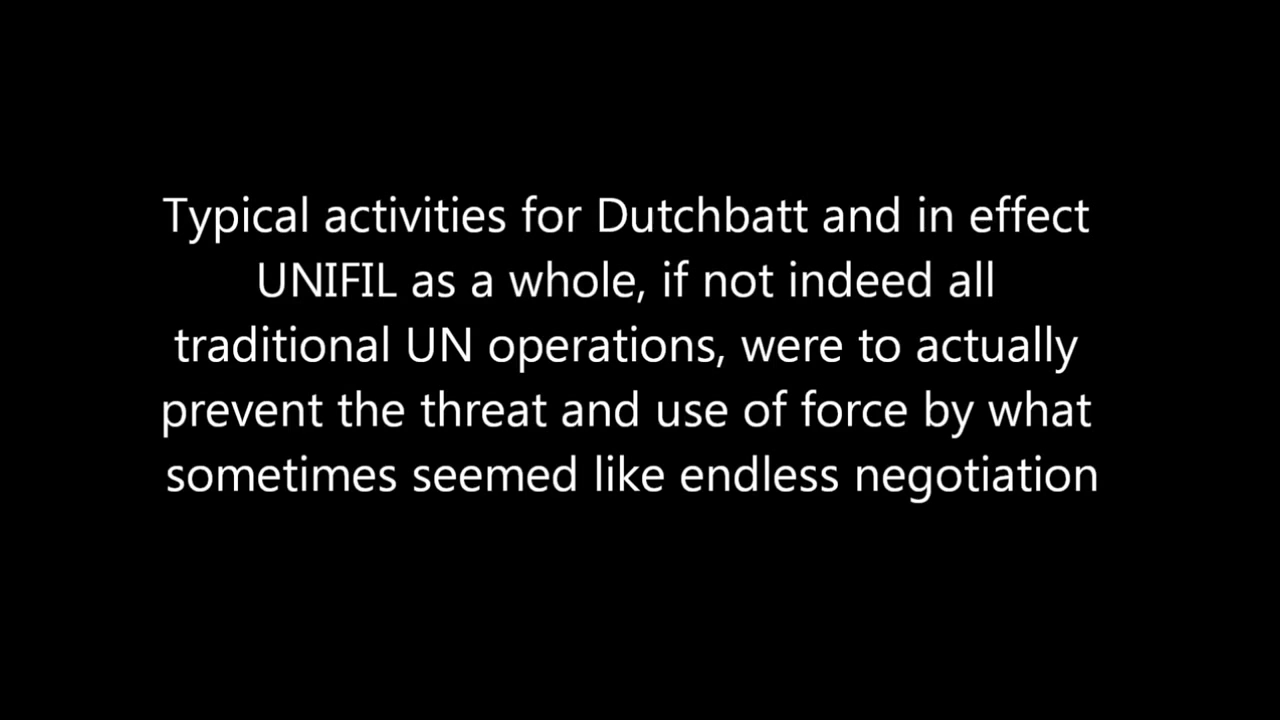 Typical activities for Dutchbatt and in effect
UNIFIL as a whole, if not indeed all
traditional UN operations, were to actually
prevent the threat and use of force by what
sometimes seemed like endless negotiation